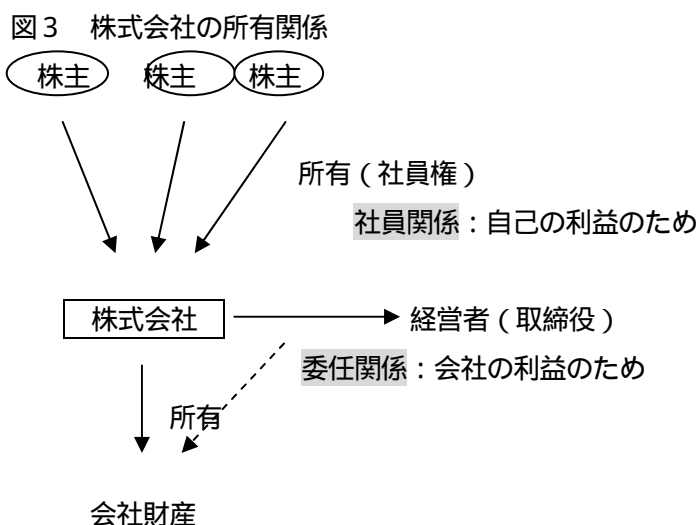 図3 株式会社の所有関係
株主 株主 株主
所有(社員権)
社員関係:自己の利益のため
株式会社 経営者(取締役)
委任関係:会社の利益のため
所有
会社財産